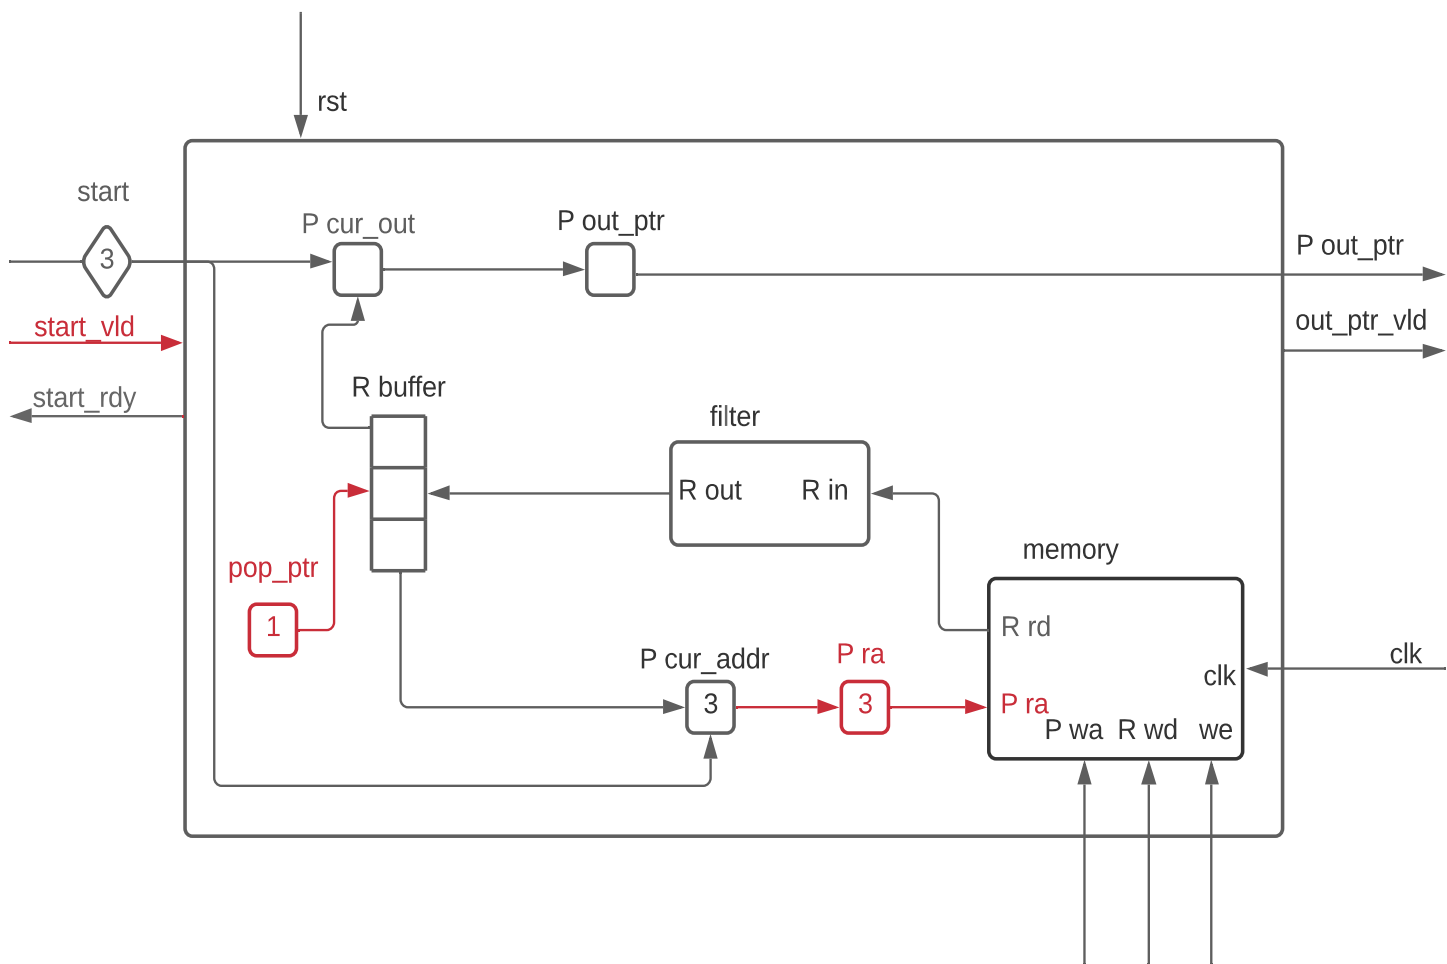 rst
start
3
P cur_out
P out_ptr
P out_ptr
start_vld
out_ptr_vld
start_rdy
R buffer
filter
R out
R in
memory
pop_ptr
1
R rd
P cur_addr
P ra
clk
clk
3
3
P ra
P wa
R wd
we